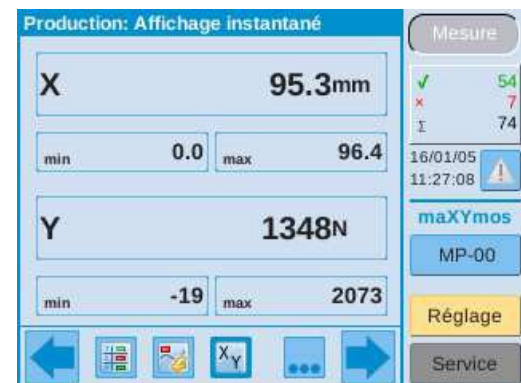 Production: Affichage instantané
X 95.3mm
min 0.0 max 96.4
Y 1348N
min -19 max 2073
XY
...
Mesure
√ 54
× 7
Σ 74
16/01/05
11:27:08
maXYmos
MP-00
Réglage
Service